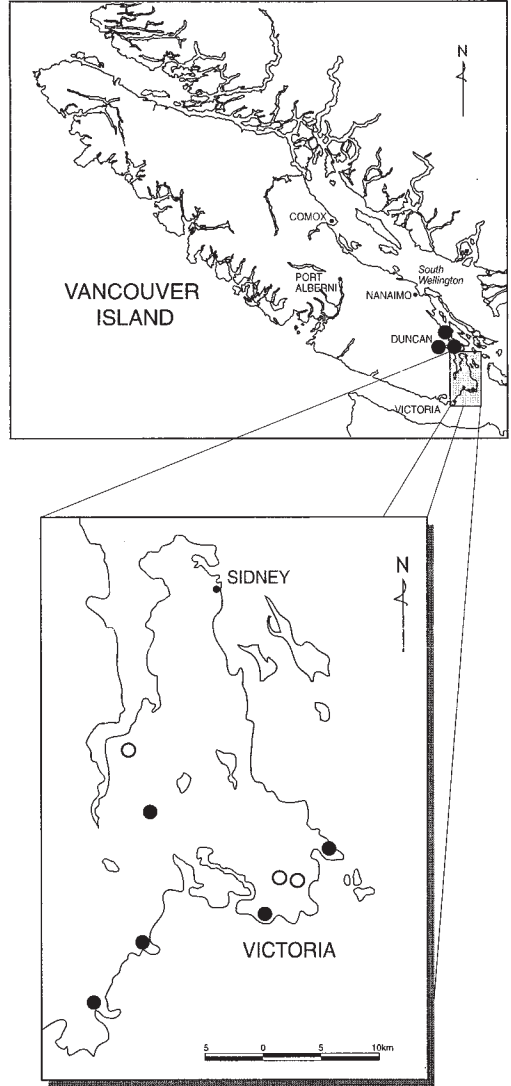 N
COMOX
South
Wellington
PORT
ALBERNI
NANAIMO
VANCOUVER
ISLAND
DUNCAN
VICTORIA
SIDNEY
N
VICTORIA
5 0 5 10km